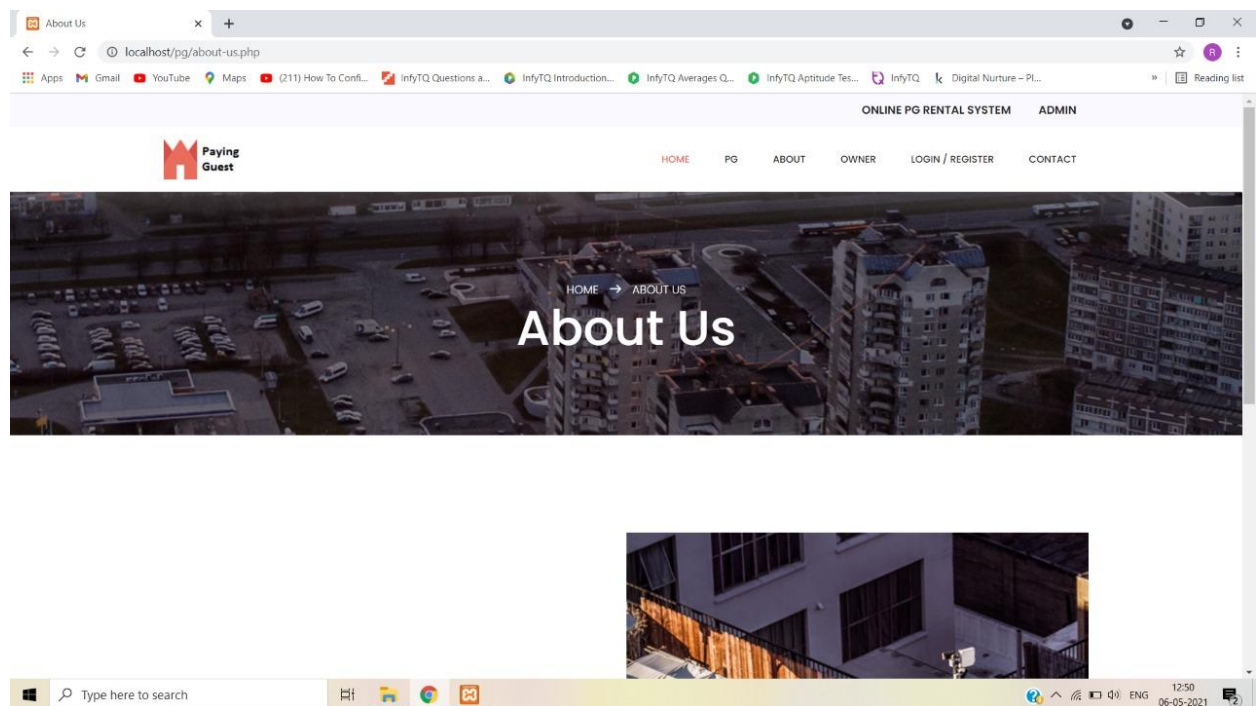 About Us
localhost/pg/about-us.php
R
Apps Gmail YouTube Maps (211) How To Confi... InfyTQ Questions a... InfyTQ Introduction... InfyTQ Averages Q... InfyTQ Aptitude Tes... InfyTQ Digital Nurture – Pl... » Reading list
ONLINE PG RENTAL SYSTEM ADMIN
Paying
Guest
HOME PG ABOUT OWNER LOGIN / REGISTER CONTACT
HOME → ABOUT US
About Us
Type here to search
ENG
12:50
06-05-2021
2